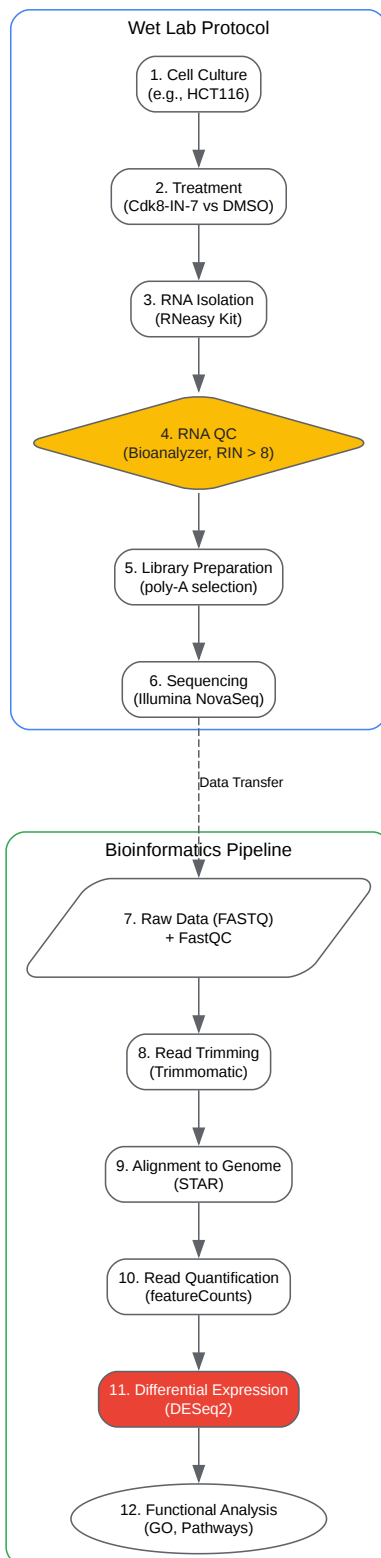 Wet Lab Protocol
1. Cell Culture
(e.g., HCT116)
2. Treatment
(Cdk8-IN-7 vs DMSO)
3. RNA Isolation
(RNeasy Kit)
4. RNA QC
(Bioanalyzer, RIN > 8)
5. Library Preparation
(poly-A selection)
6. Sequencing
(Illumina NovaSeq)
Data Transfer
Bioinformatics Pipeline
7. Raw Data (FASTQ)
+ FastQC
8. Read Trimming
(Trimmomatic)
9. Alignment to Genome
(STAR)
10. Read Quantification
(featureCounts)
11. Differential Expression
(DESeq2)
12. Functional Analysis
(GO, Pathways)